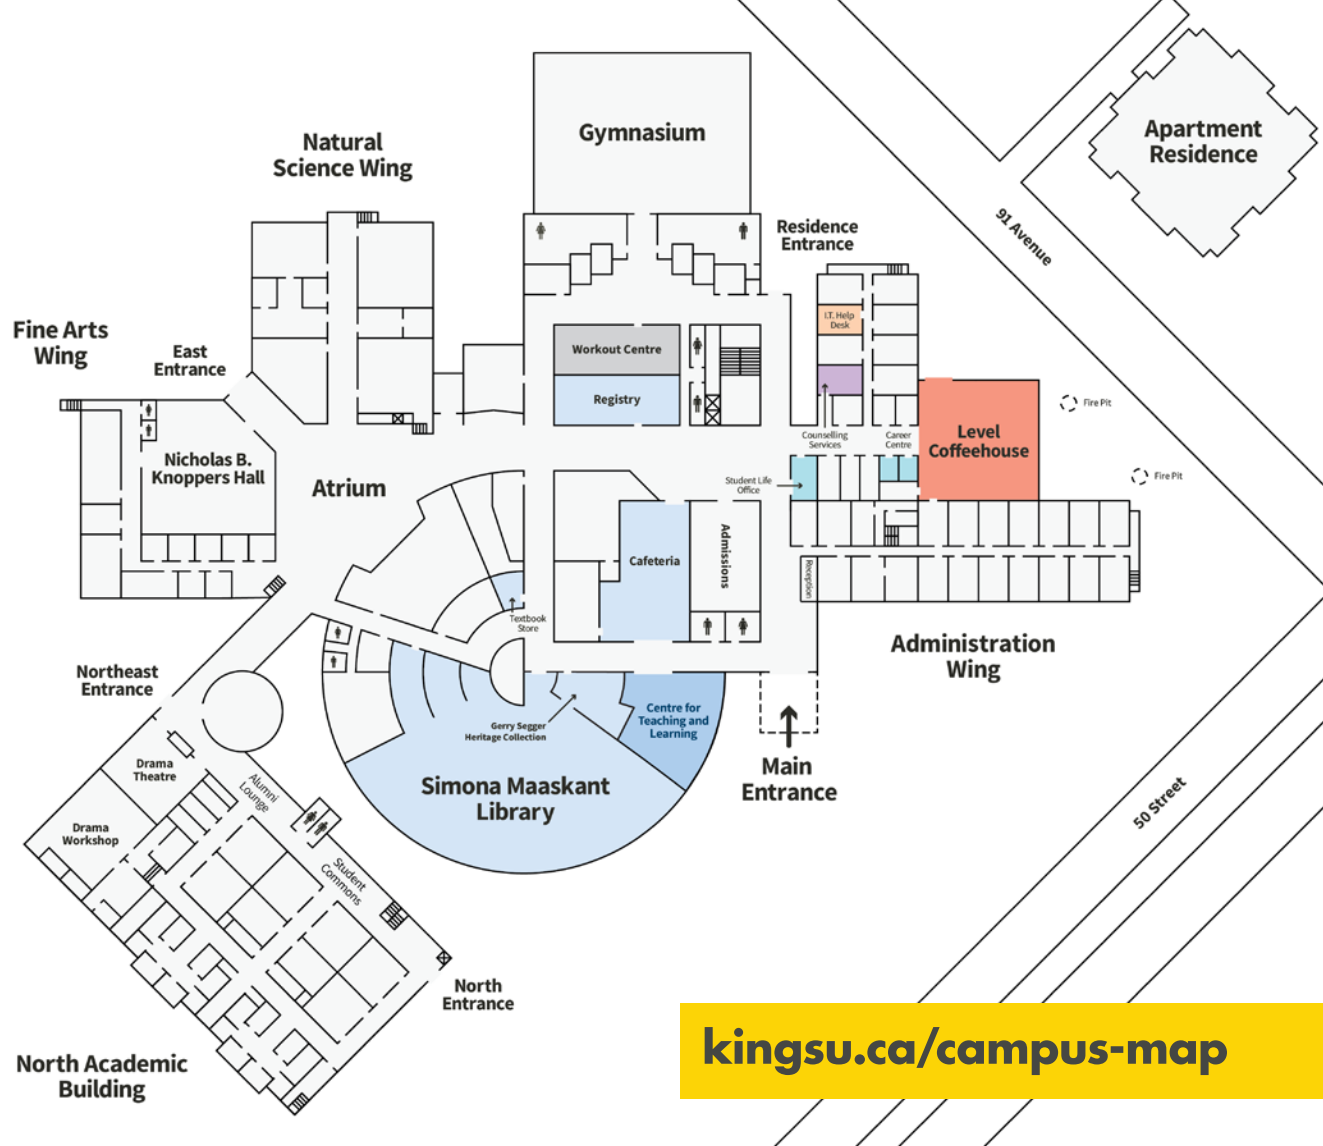 Gymnasium
Apartment
Residence
Natural
Science Wing
91 Avenue
Residence
Entrance
Fine Arts
Wing
East
Entrance
I.T. Help
Desk
Workout Centre
Registry
Fire Pit
Counselling
Services
Career
Centre
Level
Coffeehouse
Nicholas B.
Knoppers Hall
Atrium
Student Life
Office
Fire Pit
Cafeteria
Admissions
Reception
Textbook
Store
Administration
Wing
Northeast
Entrance
Gerry Segger
Heritage Collection
Centre for
Teaching and
Learning
Drama
Theatre
Alumni
Lounge
Simona Maaskant
Library
Main
Entrance
50 Street
Drama
Workshop
Student
Commons
North
Entrance
North Academic
Building
kingsu.ca/campus-map